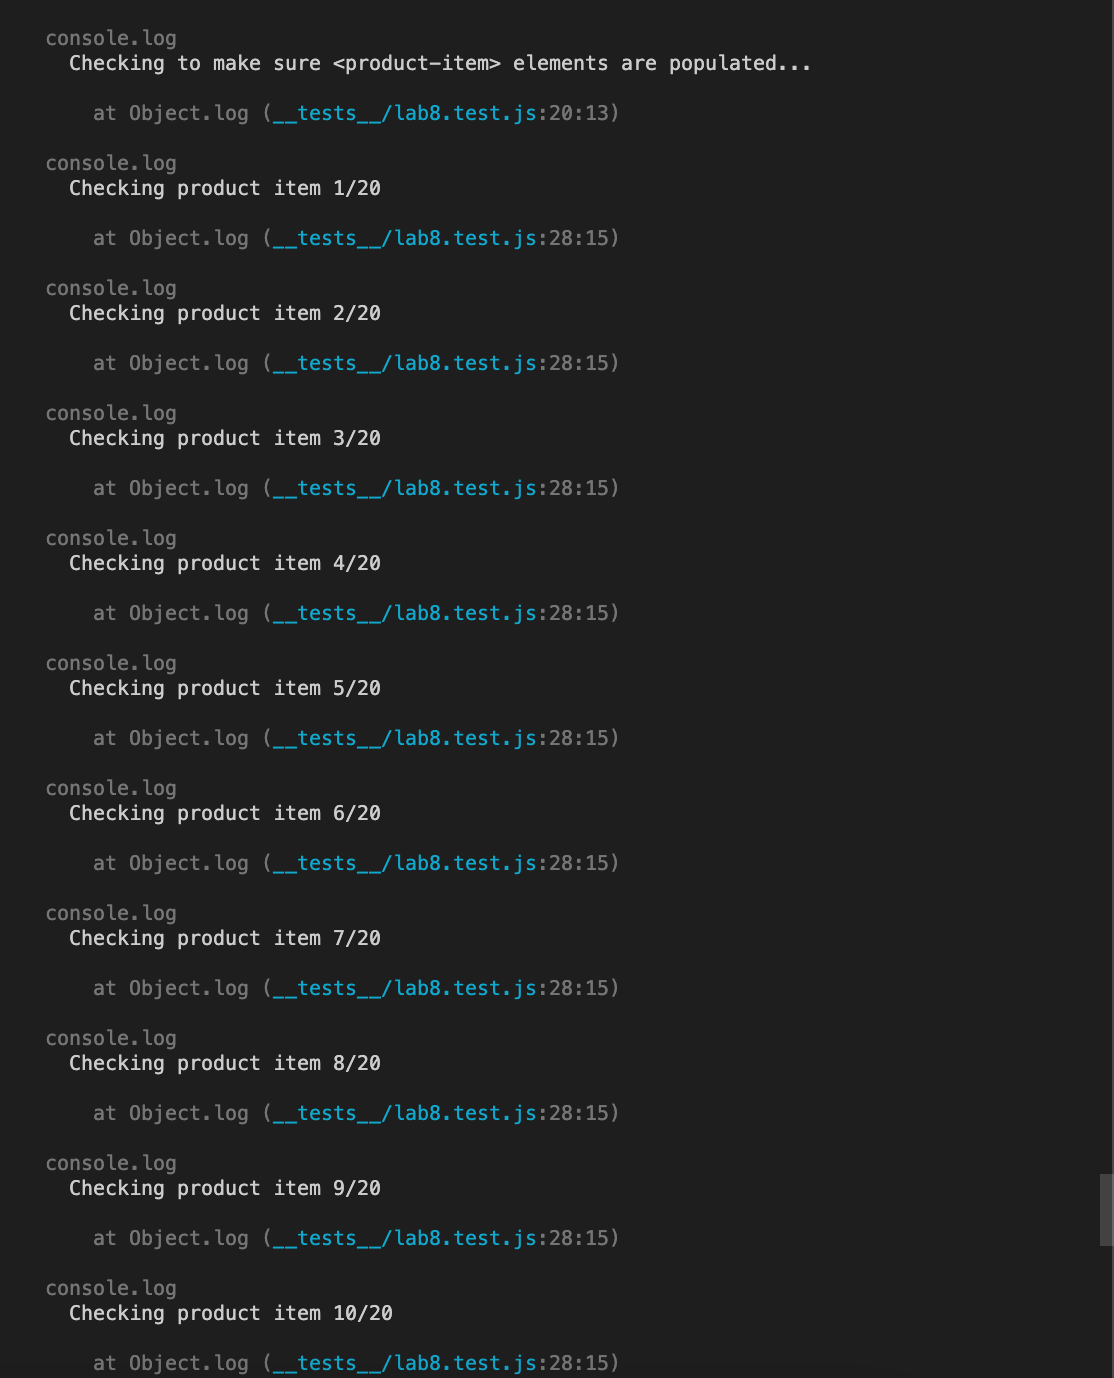 console.log
Checking to make sure <product-item> elements are populated...
at Object.log (__tests__/lab8.test.js:20:13)
console.log
Checking product item 1/20
at Object.log (__tests__/lab8.test.js:28:15)
console.log
Checking product item 2/20
at Object.log (__tests__/lab8.test.js:28:15)
console.log
Checking product item 3/20
at Object.log (__tests__/lab8.test.js:28:15)
console.log
Checking product item 4/20
at Object.log (__tests__/lab8.test.js:28:15)
console.log
Checking product item 5/20
at Object.log (__tests__/lab8.test.js:28:15)
console.log
Checking product item 6/20
at Object.log (__tests__/lab8.test.js:28:15)
console.log
Checking product item 7/20
at Object.log (__tests__/lab8.test.js:28:15)
console.log
Checking product item 8/20
at Object.log (__tests__/lab8.test.js:28:15)
console.log
Checking product item 9/20
at Object.log (__tests__/lab8.test.js:28:15)
console.log
Checking product item 10/20
at Object.log (__tests__/lab8.test.js:28:15)